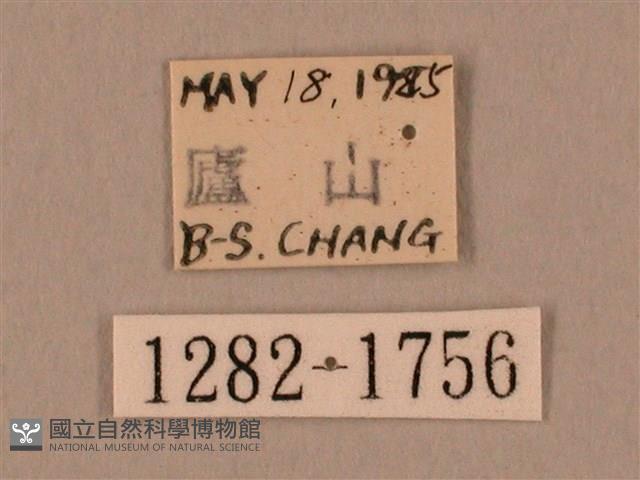 MAY 18, 1985
廬 山
B-S. CHANG
1282-1756
國立自然科學博物館
NATIONAL MUSEUM OF NATURAL SCIENCE